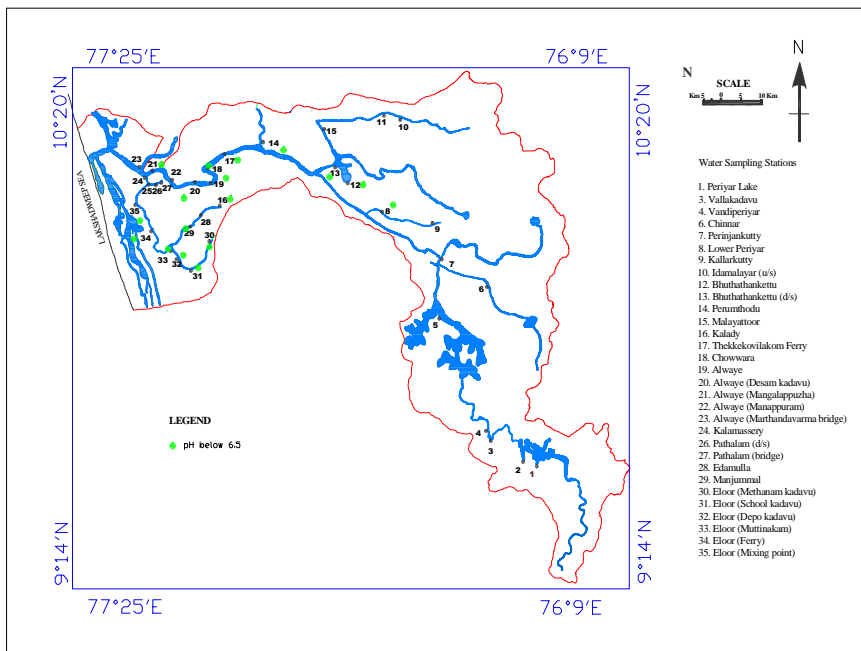 77°25′E 76°9′E
10°20′N 10°20′N
N
N
SCALE
Km 5 0 5 10 Km
LAKSHADWEEP SEA
Water Sampling Stations
1. Periyar Lake
3. Vallakadavu
4. Vandiperiyar
6. Chinnar
7. Perinjankutty
8. Lower Periyar
9. Kallarkutty
10. Idamalayar (u/s)
12. Bhuthathankettu
13. Bhuthathankettu (d/s)
14. Perumthodu
15. Malayattoor
16. Kalady
17. Thekkekovilakom Ferry
18. Chowwara
19. Alwaye
20. Alwaye (Desam kadavu)
21. Alwaye (Mangalappuzha)
22. Alwaye (Manappuram)
23. Alwaye (Marthandavarma bridge)
24. Kalamassery
26. Pathalam (d/s)
27. Pathalam (bridge)
28. Edamulla
29. Manjummal
30. Eloor (Methanam kadavu)
31. Eloor (School kadavu)
32. Eloor (Depo kadavu)
33. Eloor (Muttinakam)
34. Eloor (Ferry)
35. Eloor (Mixing point)
11
10
15
14
17
23
21
22
18
24
25 26
27
20
19
13
12
16
8
35
28
9
29
34
30
33
32
31
7
6
5
4
3
2
1
LEGEND
pH below 6.5
9°14′N 9°14′N
77°25′E 76°9′E